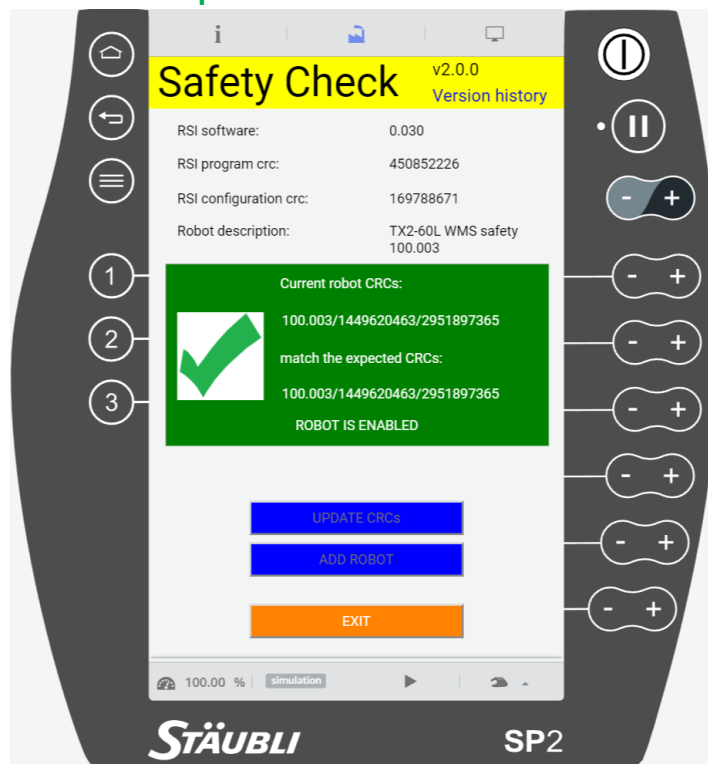 i
Safety Check
v2.0.0
Version history
RSI software: 0.030
RSI program crc: 450852226
RSI configuration crc: 169788671
Robot description: TX2-60L WMS safety
100.003
Current robot CRCs:
100.003/1449620463/2951897365
match the expected CRCs:
100.003/1449620463/2951897365
ROBOT IS ENABLED
1
2
3
- +
- +
- +
- +
- +
- +
- +
UPDATE CRCs
ADD ROBOT
EXIT
100.00 % simulation
STÄUBLI SP2